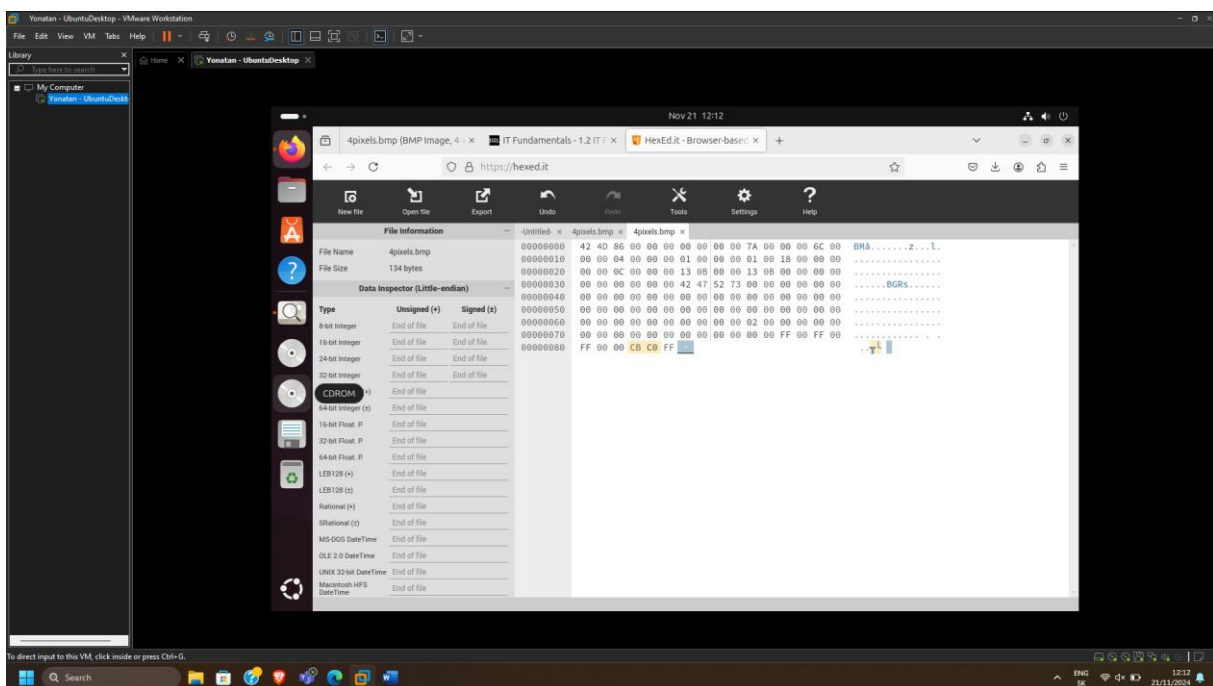 Yonatan - UbuntuDesktop - VMware Workstation
File Edit View VM Tabs Help
Library
Type here to search
My Computer
Yonatan - UbuntuDeskt
Home
Yonatan - UbuntuDesktop
Nov 21 12:12
4pixels.bmp (BMP Image, 4
IT Fundamentals - 1.2 IT F
HexEd.it - Browser-based
https://hexed.it
New file
Open file
Export
Undo
Redo
Tools
Settings
Help
File Information
File Name 4pixels.bmp
File Size 134 bytes
Data Inspector (Little-endian)
Type Unsigned (+) Signed (±)
8-bit Integer End of file End of file
16-bit Integer End of file End of file
24-bit Integer End of file End of file
32-bit Integer End of file End of file
CDROM (+) End of file
64-bit Integer (±) End of file
16-bit Float. P. End of file
32-bit Float. P. End of file
64-bit Float. P. End of file
LEB128 (+) End of file
LEB128 (±) End of file
Rational (+) End of file
SRational (±) End of file
MS-DOS DateTime End of file
OLE 2.0 DateTime End of file
UNIX 32-bit DateTime End of file
Macintosh HFS DateTime End of file
-Untitled- 4pixels.bmp 4pixels.bmp
00000000 42 4D 86 00 00 00 00 00 00 00 7A 00 00 00 6C 00 BMå.......z...l.
00000010 00 00 04 00 00 00 01 00 00 00 01 00 18 00 00 00 ................
00000020 00 00 0C 00 00 00 13 0B 00 00 13 0B 00 00 00 00 ................
00000030 00 00 00 00 00 00 42 47 52 73 00 00 00 00 00 00 ......BGRs......
00000040 00 00 00 00 00 00 00 00 00 00 00 00 00 00 00 00 ................
00000050 00 00 00 00 00 00 00 00 00 00 00 00 00 00 00 00 ................
00000060 00 00 00 00 00 00 00 00 00 00 02 00 00 00 00 00 ................
00000070 00 00 00 00 00 00 00 00 00 00 00 00 FF 00 FF 00 ............ . .
00000080 FF 00 00 CB C0 FF ..╦└
To direct input to this VM, click inside or press Ctrl+G.
Search
ENG
SK
12:12
21/11/2024